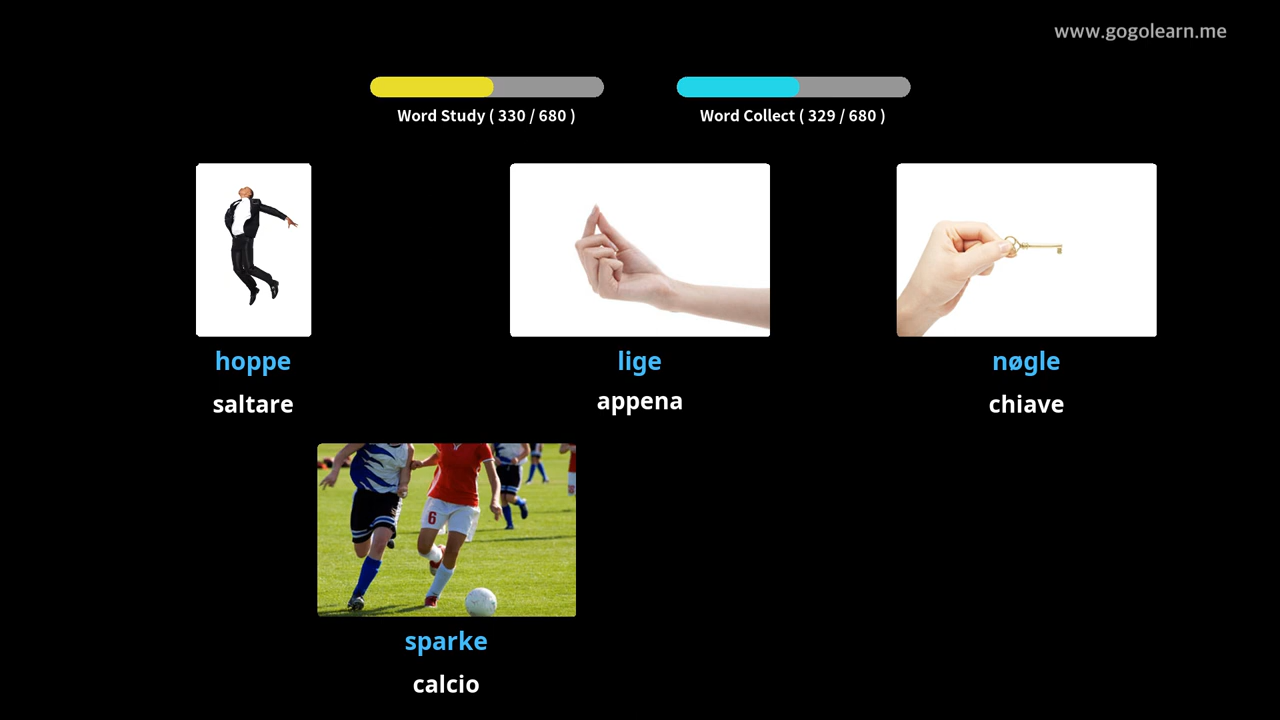 www.gogolearn.me
Word Study ( 330 / 680 )
Word Collect ( 329 / 680 )
hoppe
saltare
lige
appena
nøgle
chiave
6
sparke
calcio